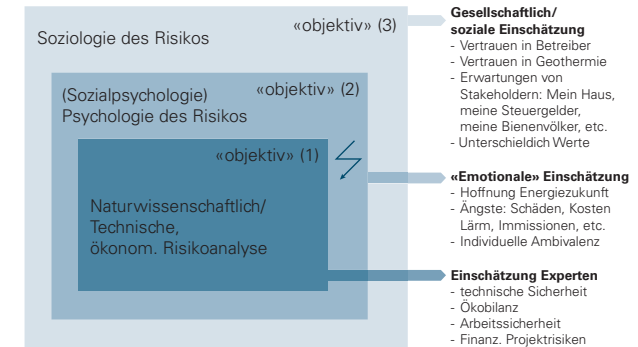 Soziologie des Risikos
«objektiv» (3)
(Sozialpsychologie)
«objektiv» (2)
Psychologie des Risikos
«objektiv» (1)
Naturwissenschaftlich/
Technische,
ökonom. Risikoanalyse
Gesellschaftlich/
soziale Einschätzung
- Vertrauen in Betreiber
- Vertrauen in Geothermie
- Erwartungen von
Stakeholdern: Mein Haus,
meine Steuergelder,
meine Bienenvölker, etc.
- Unterschieldich Werte
«Emotionale» Einschätzung
- Hoffnung Energiezukunft
- Ängste: Schäden, Kosten
Lärm, Immissionen, etc.
- Individuelle Ambivalenz
Einschätzung Experten
- technische Sicherheit
- Ökobilanz
- Arbeitssicherheit
- Finanz. Projektrisiken